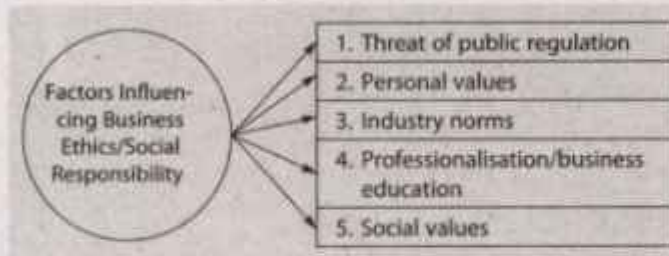 Factors Influen-
cing Business
Ethics/Social
Responsibility
1. Threat of public regulation
2. Personal values
3. Industry norms
4. Professionalisation/business
education
5. Social values